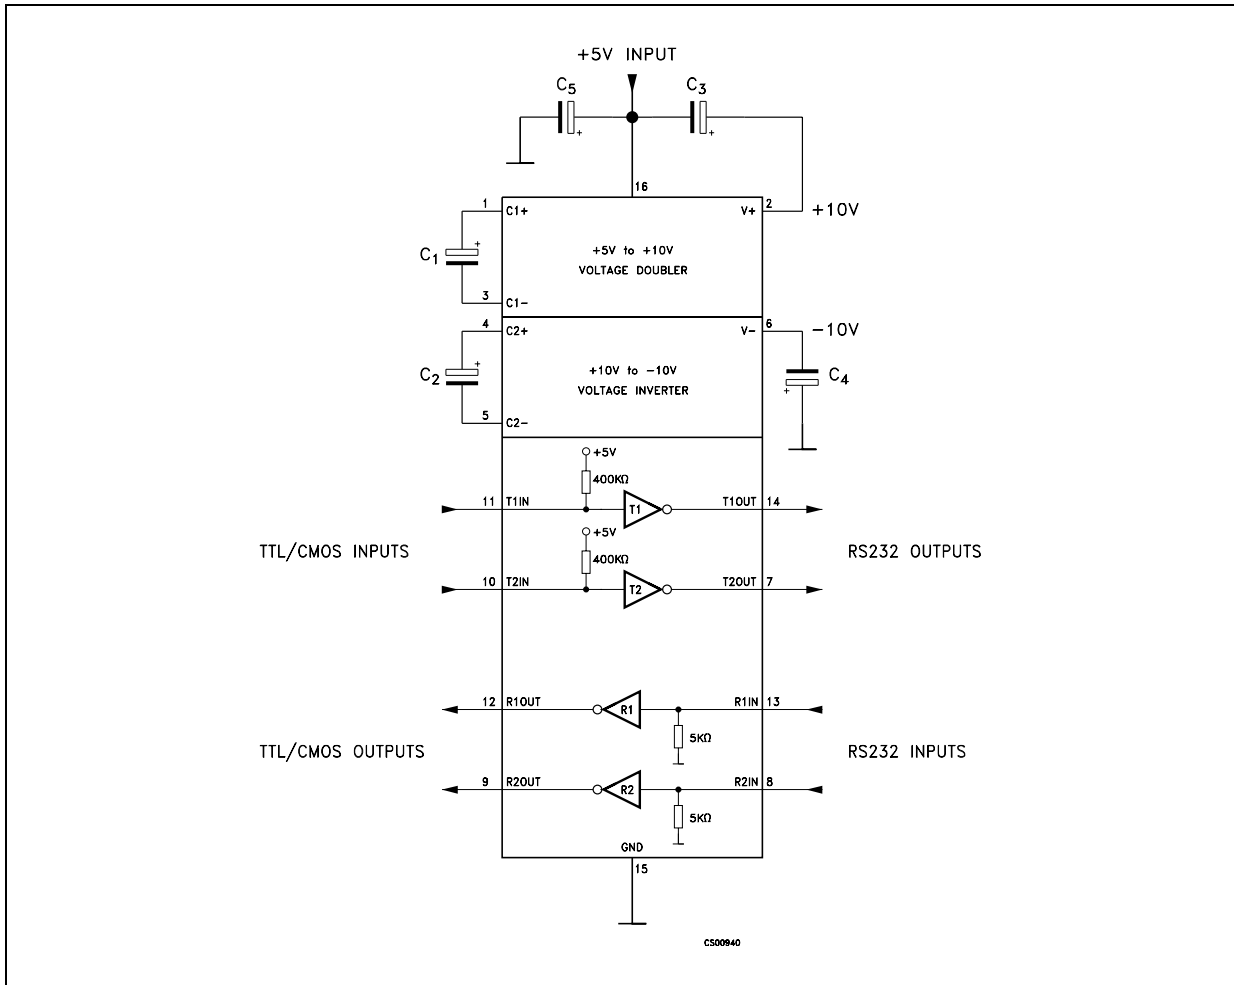 +5V INPUT
C5
C3
+
+
16
1
C1+
V+
2
+10V
C1
+
+5V to +10V
VOLTAGE DOUBLER
3
C1-
4
C2+
V-
6
-10V
C2
+
+10V to -10V
VOLTAGE INVERTER
C4
+
5
C2-
+5V
400KΩ
11
T1IN
T1
T1OUT
14
+5V
TTL/CMOS INPUTS
RS232 OUTPUTS
400KΩ
10
T2IN
T2
T2OUT
7
12
R1OUT
R1
R1IN
13
5KΩ
TTL/CMOS OUTPUTS
RS232 INPUTS
9
R2OUT
R2
R2IN
8
5KΩ
GND
15
CS00940